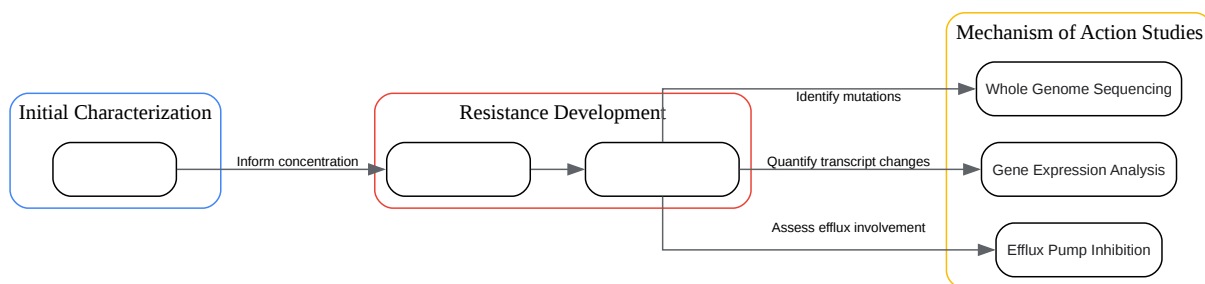 Mechanism of Action Studies
Whole Genome Sequencing
Identify mutations
Initial Characterization
Resistance Development
Inform concentration
Quantify transcript changes
Gene Expression Analysis
Assess efflux involvement
Efflux Pump Inhibition